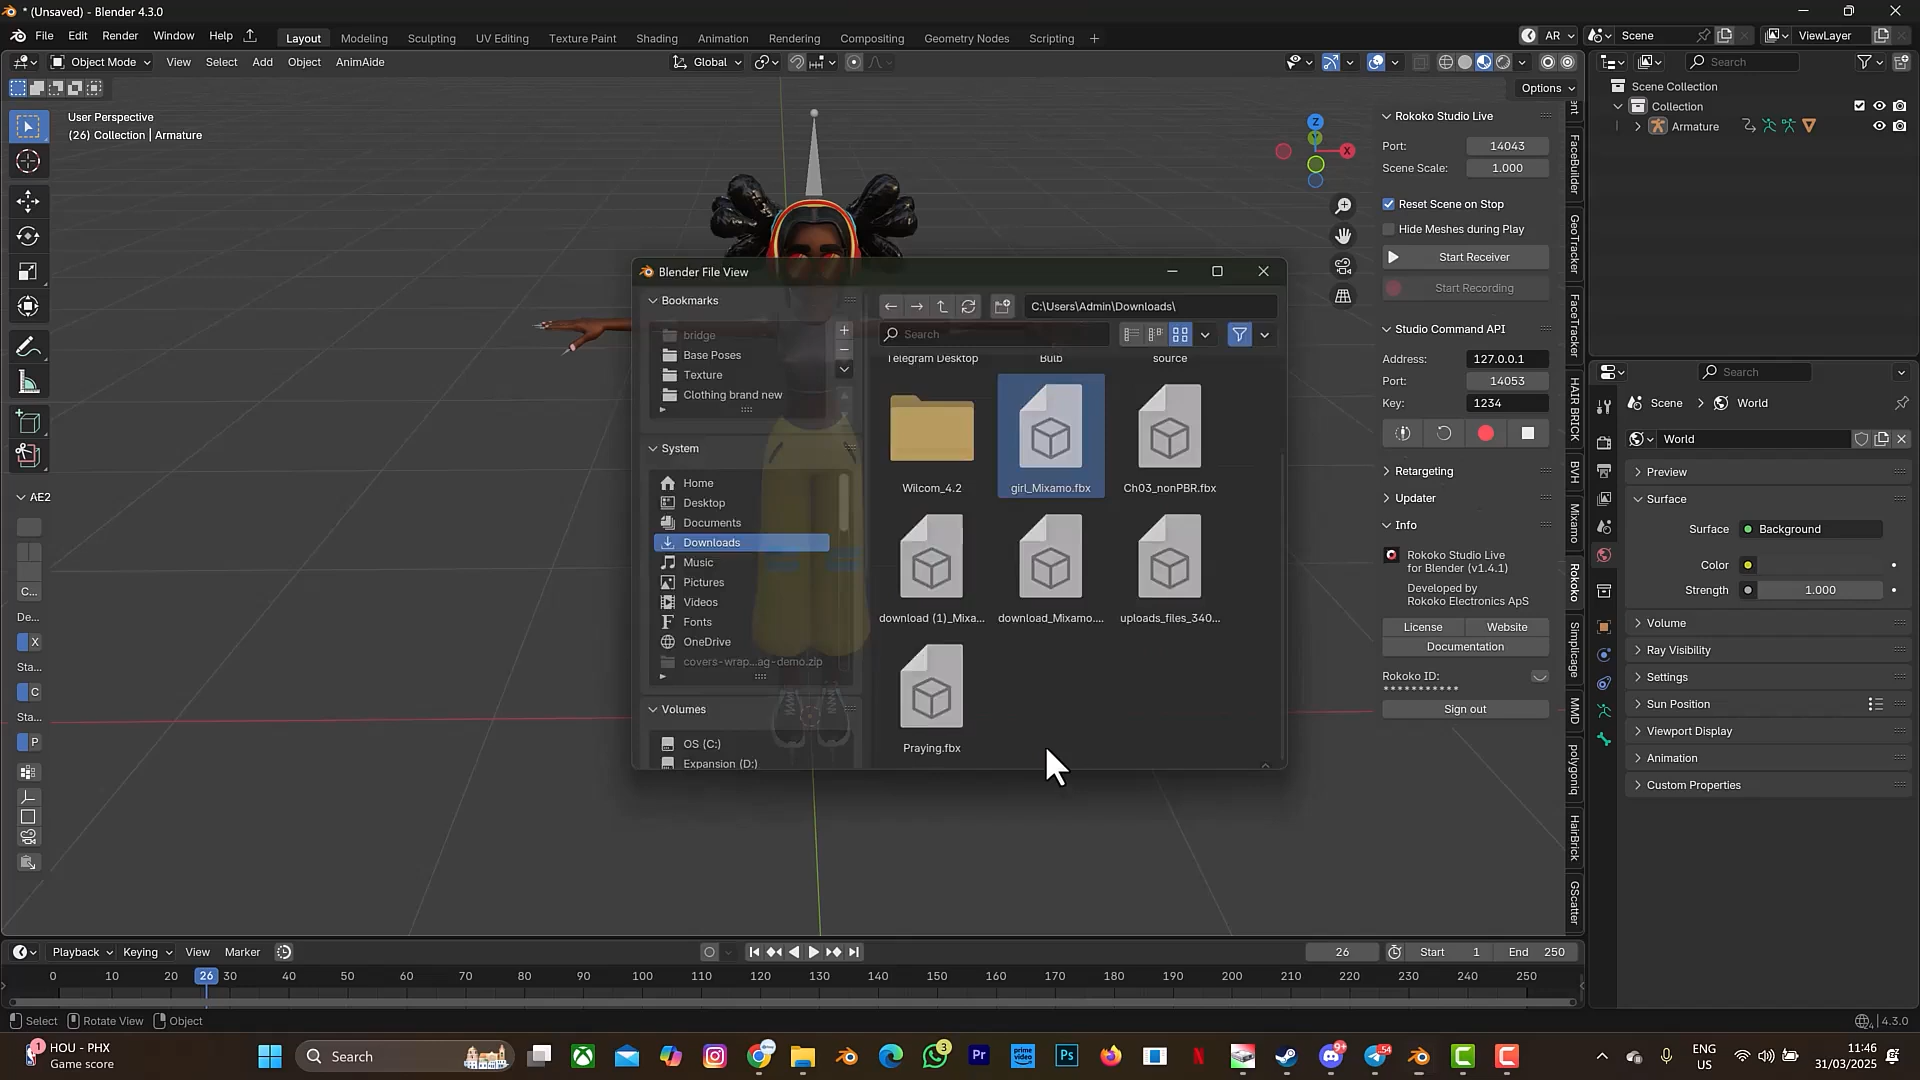 * (Unsaved) - Blender 4.3.0
File Edit Render Window Help
Layout Modeling Sculpting UV Editing Texture Paint Shading Animation Rendering Compositing Geometry Nodes Scripting +
AR Scene ViewLayer
Object Mode View Select Add Object AnimAide
Global
Search
Options
User Perspective
(26) Collection | Armature
Scene Collection
Collection
Armature
Z
X
Rokoko Studio Live
Port: 14043
Scene Scale: 1.000
Reset Scene on Stop
Hide Meshes during Play
Start Receiver
Start Recording
Studio Command API
Address: 127.0.0.1
Port: 14053
Key: 1234
Retargeting
Updater
Info
Rokoko Studio Live
for Blender (v1.4.1)
Developed by
Rokoko Electronics ApS
License Website
Documentation
Rokoko ID:
***********
Sign out
FaceBuilder
GeoTracker
FaceTracker
HAIR BRICK
BVH
Mixamo
Rokoko
Simplicage
MMD
polygoniq
HairBrick
GScatter
Search
Scene > World
World
Preview
Surface
Surface Background
Color
Strength 1.000
Volume
Ray Visibility
Settings
Sun Position
Viewport Display
Animation
Custom Properties
Blender File View
Bookmarks
bridge
Base Poses
Texture
Clothing brand new
System
Home
Desktop
Documents
Downloads
Music
Pictures
Videos
Fonts
OneDrive
covers-wrap...ag-demo.zip
Volumes
OS (C:)
Expansion (D:)
C:\Users\Admin\Downloads\
Search
Telegram Desktop Bulb source
Wilcom_4.2 girl_Mixamo.fbx Ch03_nonPBR.fbx
download (1)_Mixa... download_Mixamo.... uploads_files_340...
Praying.fbx
AE2
C...
De...
X
Sta...
C
Sta...
P
Playback Keying View Marker
26 Start 1 End 250
0 10 20 26 30 40 50 60 70 80 90 100 110 120 130 140 150 160 170 180 190 200 210 220 230 240 250
Select Rotate View Object
4.3.0
1 HOU - PHX
Game score
Search
3
Pr
prime video
Ps
N
9+
54
C
C
ENG
US
11:46
31/03/2025